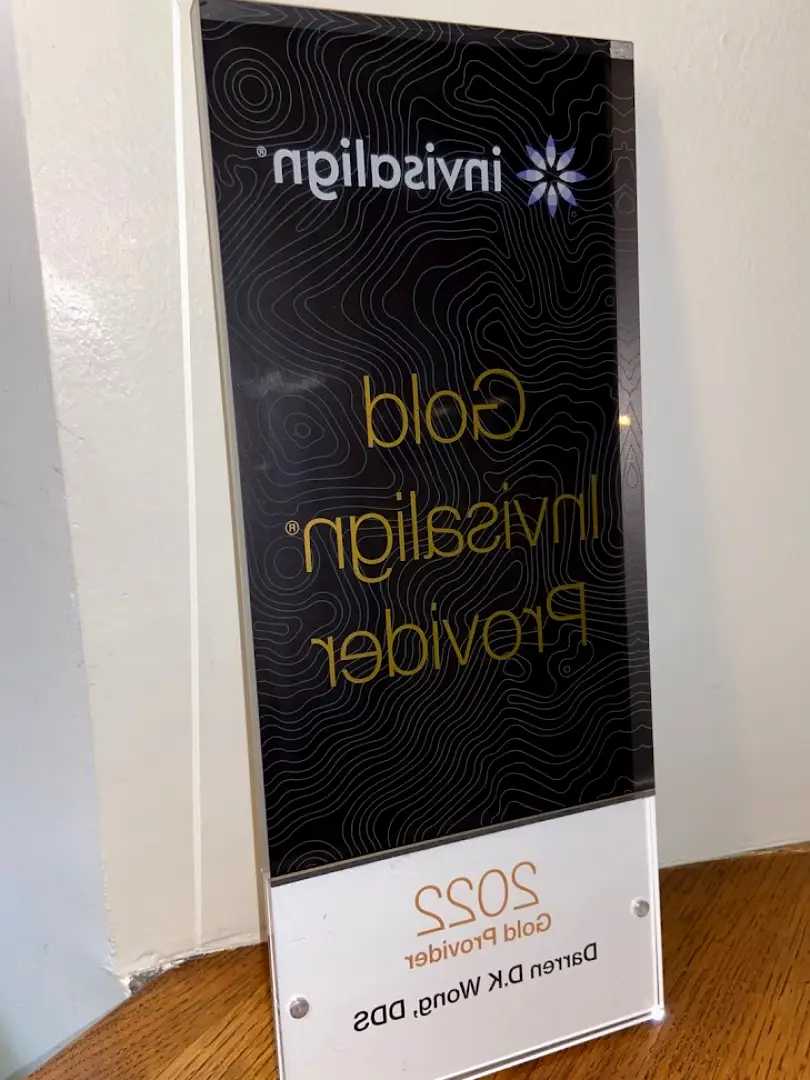 invisalign®
Gold
Invisalign®
Provider
2022
Gold Provider
Darren D.K Wong, DDS